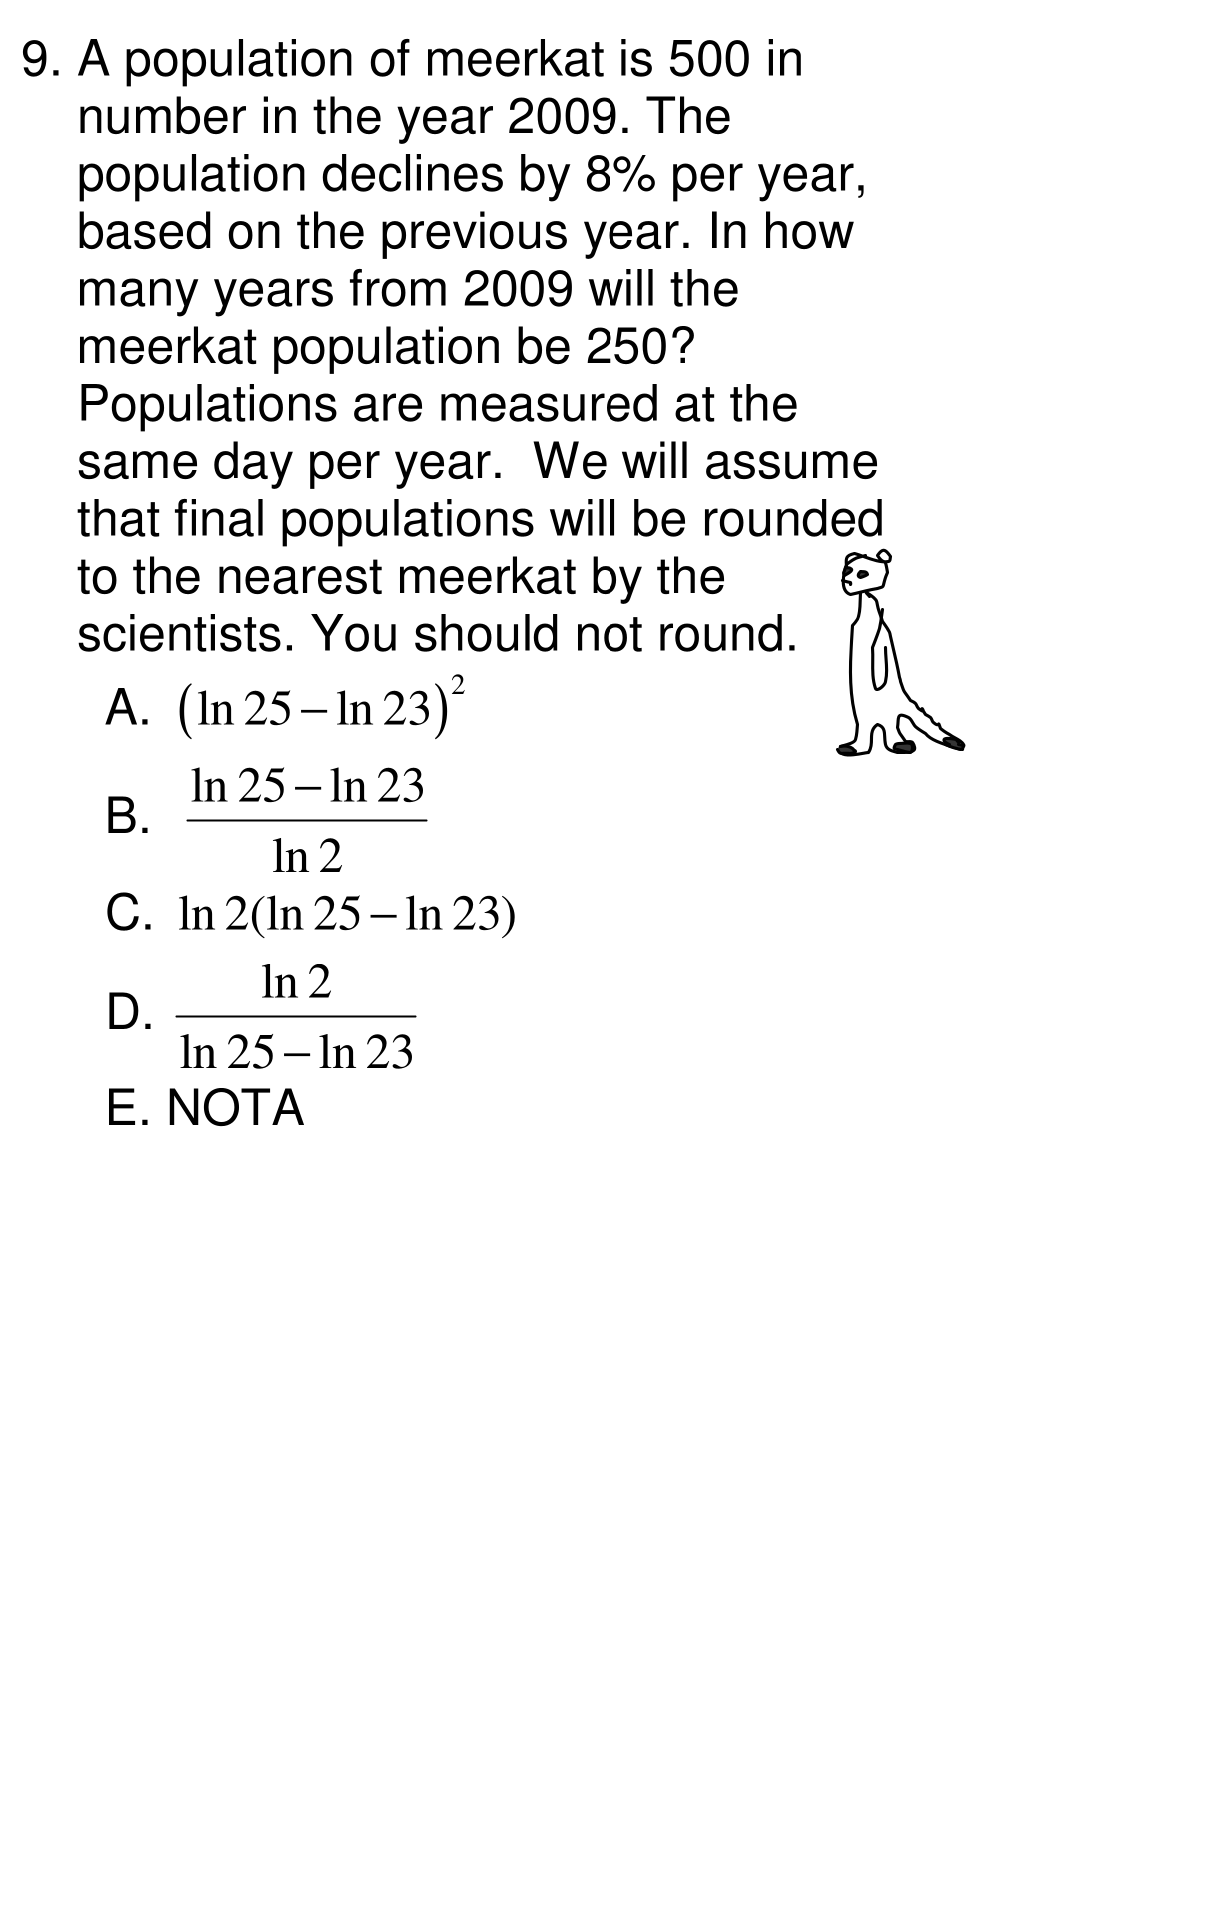 9. A population of meerkat is 500 in
number in the year 2009. The
population declines by 8% per year,
based on the previous year. In how
many years from 2009 will the
meerkat population be 250?
Populations are measured at the
same day per year.  We will assume
that final populations will be rounded
to the nearest meerkat by the
scientists. You should not round.
A. (ln 25 – ln 23)²
B. \frac{ln 25 – ln 23}{ln 2}
C. ln 2(ln 25 – ln 23)
D. \frac{ln 2}{ln 25 – ln 23}
E. NOTA